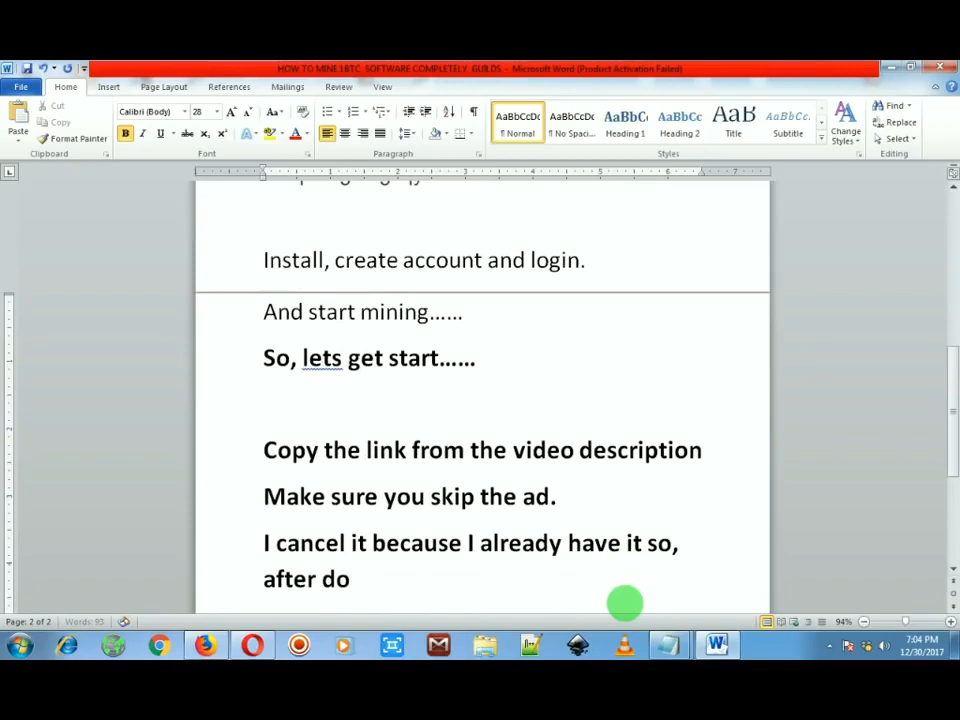 HOW TO MINE 1BTC SOFTWARE COMPLETELY GUILDS - Microsoft Word (Product Activation Failed)
File Home Insert Page Layout References Mailings Review View
Cut
Copy
Format Painter
Paste
Clipboard
Calibri (Body) 28
Font
Paragraph
AaBbCcDc AaBbCcDc AaBbC AaBbCc AaB AaBbCc.
¶ Normal ¶ No Spaci... Heading 1 Heading 2 Title Subtitle
Change Styles
Styles
Find
Replace
Select
Editing
Install, create account and login.
And start mining……
So, lets get start……
Copy the link from the video description
Make sure you skip the ad.
I cancel it because I already have it so,
after do
Page: 2 of 2 Words: 93 94%
7:04 PM
12/30/2017